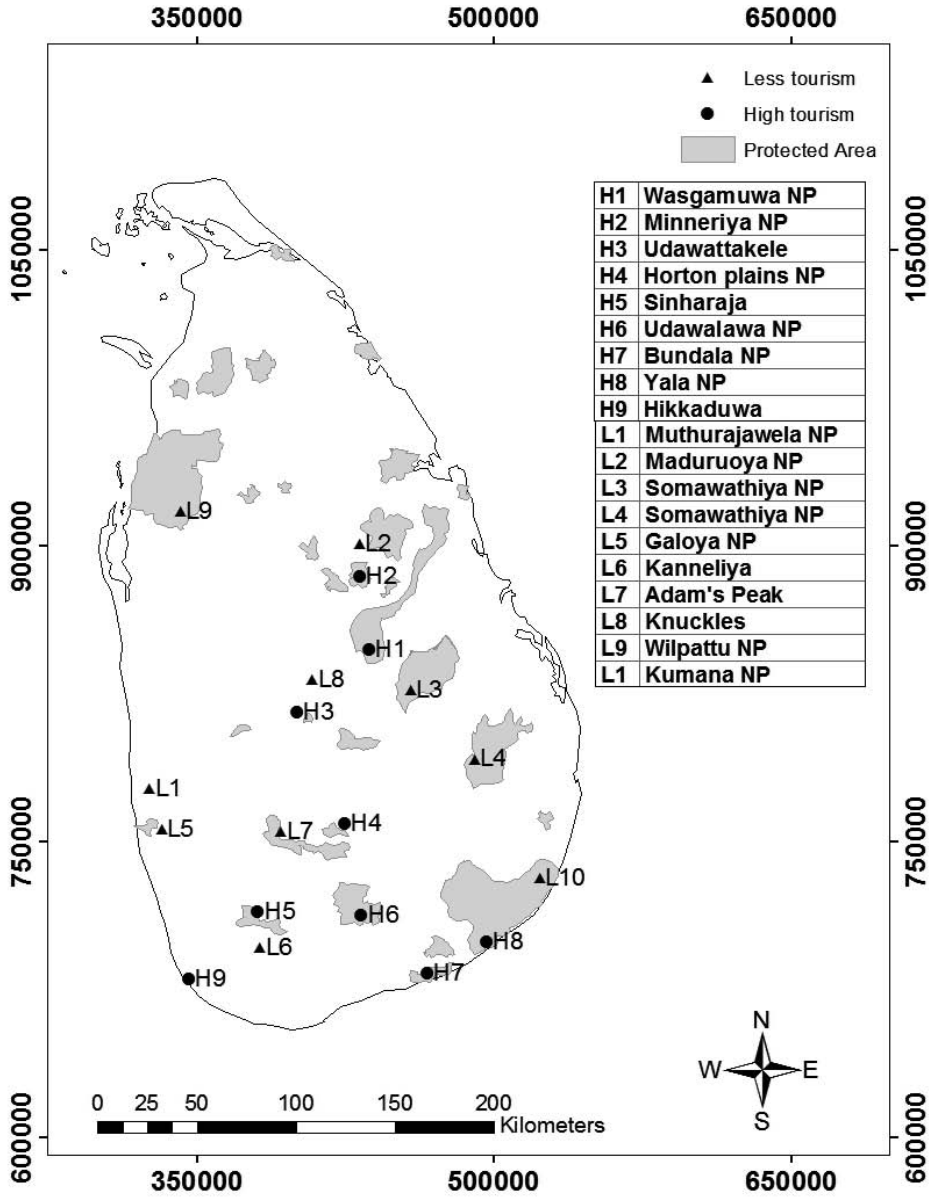 350000 500000 650000
Less tourism
High tourism
Protected Area
H1 Wasgamuwa NP
H2 Minneriya NP
H3 Udawattakele
H4 Horton plains NP
H5 Sinharaja
H6 Udawalawa NP
H7 Bundala NP
H8 Yala NP
H9 Hikkaduwa
L1 Muthurajawela NP
L2 Maduruoya NP
L3 Somawathiya NP
L4 Somawathiya NP
L5 Galoya NP
L6 Kanneliya
L7 Adam's Peak
L8 Knuckles
L9 Wilpattu NP
L1 Kumana NP
1050000 1050000
900000 900000
750000 750000
600000 600000
L9
L2
H2
H1
L8
L3
H3
L4
L1
L5
L7
H4
L10
H5
H6
L6
H8
H7
H9
N
W E
S
0 25 50 100 150 200
Kilometers
350000 500000 650000